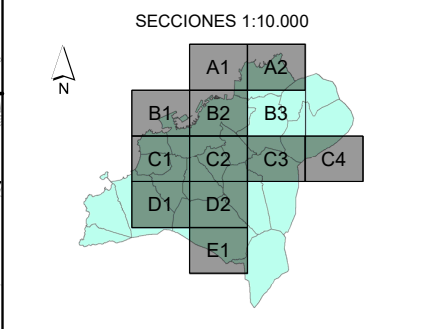 SECCIONES 1:10.000
N
A1 A2
B1 B2 B3
C1 C2 C3 C4
D1 D2
E1